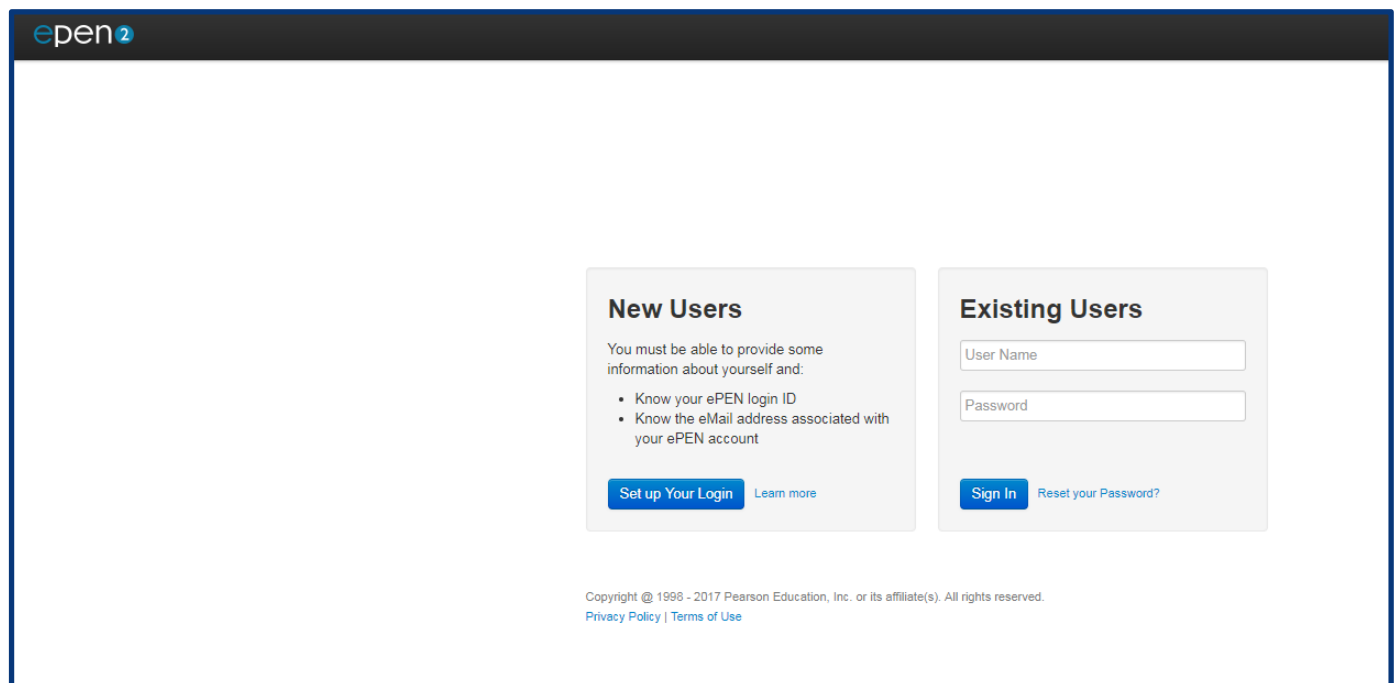 epen2
New Users
You must be able to provide some
information about yourself and:
• Know your ePEN login ID
• Know the eMail address associated with
your ePEN account
Set up Your Login Learn more
Existing Users
User Name
Password
Sign In Reset your Password?
Copyright @ 1998 - 2017 Pearson Education, Inc. or its affiliate(s). All rights reserved.
Privacy Policy | Terms of Use